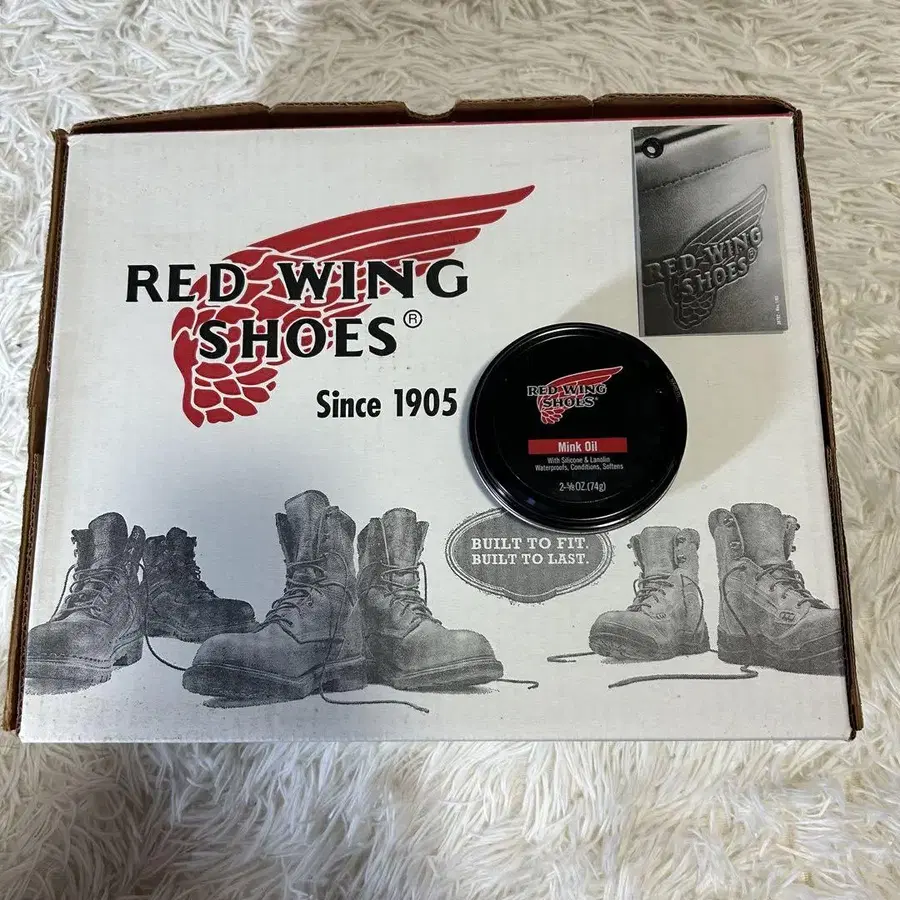 RED WING
SHOES®
Since 1905
RED WING
SHOES®
RED WING
SHOES®
Mink Oil
With Silicone & Lanolin
Waterproofs, Conditions, Softens
2-⅝ OZ.(74g)
BUILT TO FIT.
BUILT TO LAST.